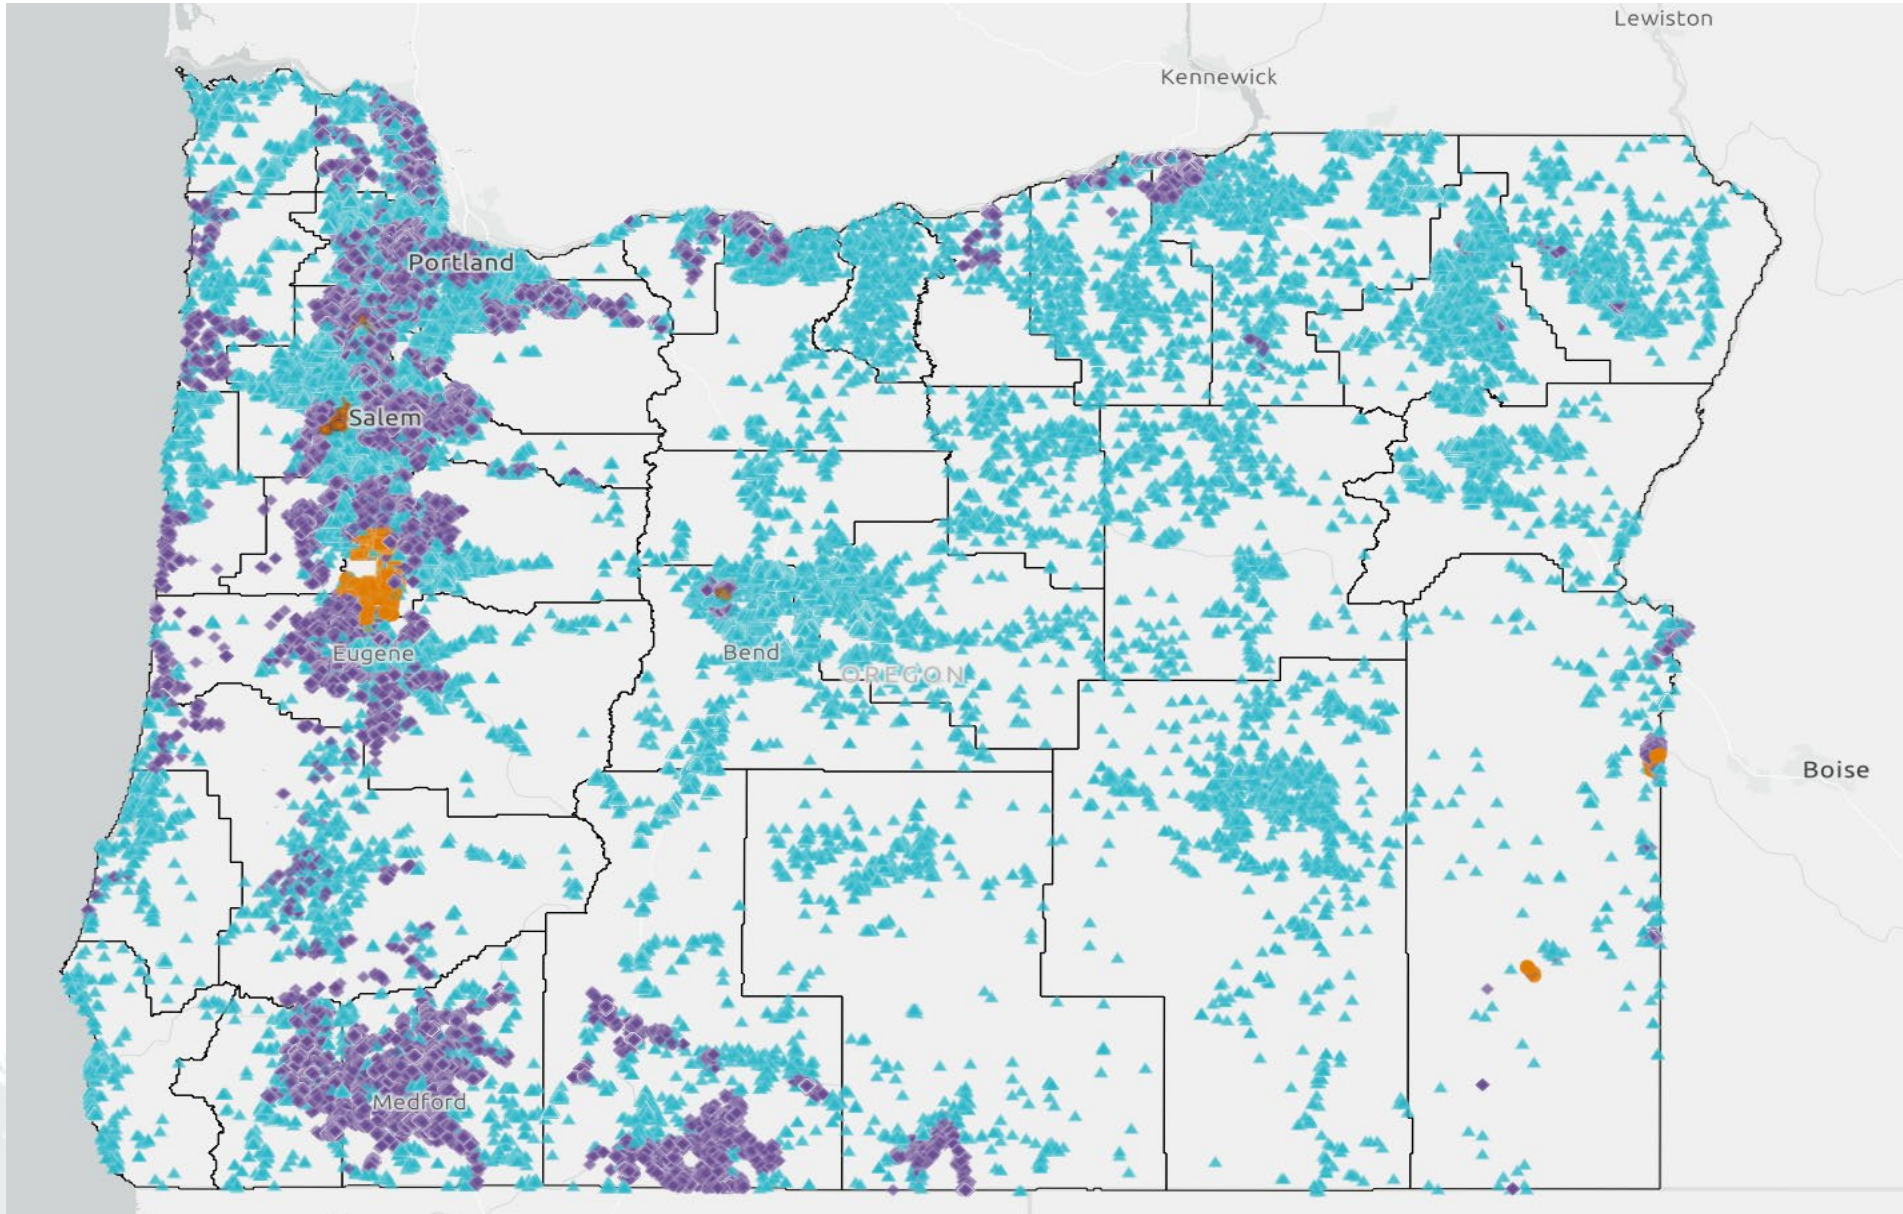 Lewiston
Kennewick
Portland
Salem
Eugene
Bend
OREGON
Boise
Medford